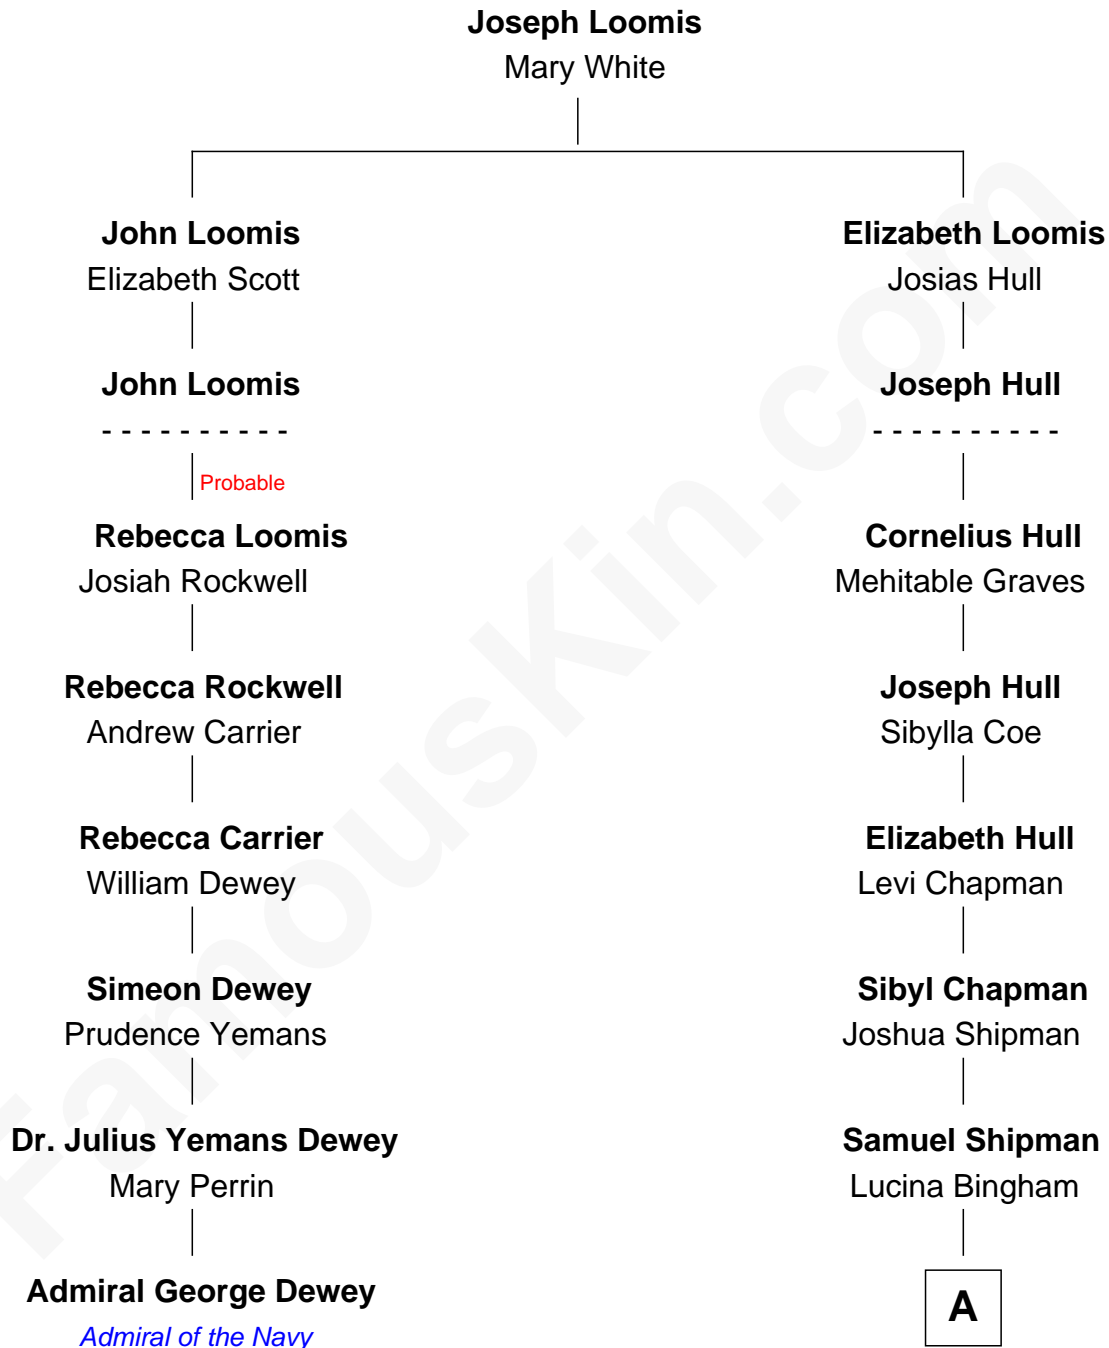 Joseph Loomis
Mary White
John Loomis
Elizabeth Scott
Elizabeth Loomis
Josias Hull
John Loomis
- - - - - - - - - -
Joseph Hull
- - - - - - - - - -
Probable
Rebecca Loomis
Josiah Rockwell
Cornelius Hull
Mehitable Graves
Rebecca Rockwell
Andrew Carrier
Joseph Hull
Sibylla Coe
Rebecca Carrier
William Dewey
Elizabeth Hull
Levi Chapman
Simeon Dewey
Prudence Yemans
Sibyl Chapman
Joshua Shipman
Dr. Julius Yemans Dewey
Mary Perrin
Samuel Shipman
Lucina Bingham
Admiral George Dewey
Admiral of the Navy
A
FamousKin.com